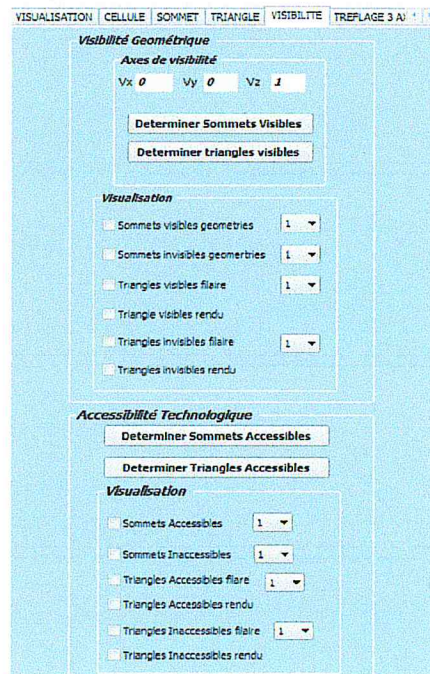 VISUALISATION CELLULE SOMMET TRIANGLE VISIBILITE TREFLAGE 3 A
Visibilité Geométrique
Axes de visibilité
Vx 0 Vy 0 Vz 1
Determiner Sommets Visibles
Determiner triangles visibles
Visualisation
Sommets visibles geometries 1
Sommets invisibles geomertries 1
Triangles visibles filaire 1
Triangle visibles rendu
Triangles invisibles filaire 1
Triangles invisibles rendu
Accessibilité Technologique
Determiner Sommets Accessibles
Determiner Triangles Accessibles
Visualisation
Sommets Accessibles 1
Sommets Inaccessibles 1
Triangles Accessibles filare 1
Triangles Accessibles rendu
Triangles Inaccessibles filaire 1
Triangles Inaccessibles rendu